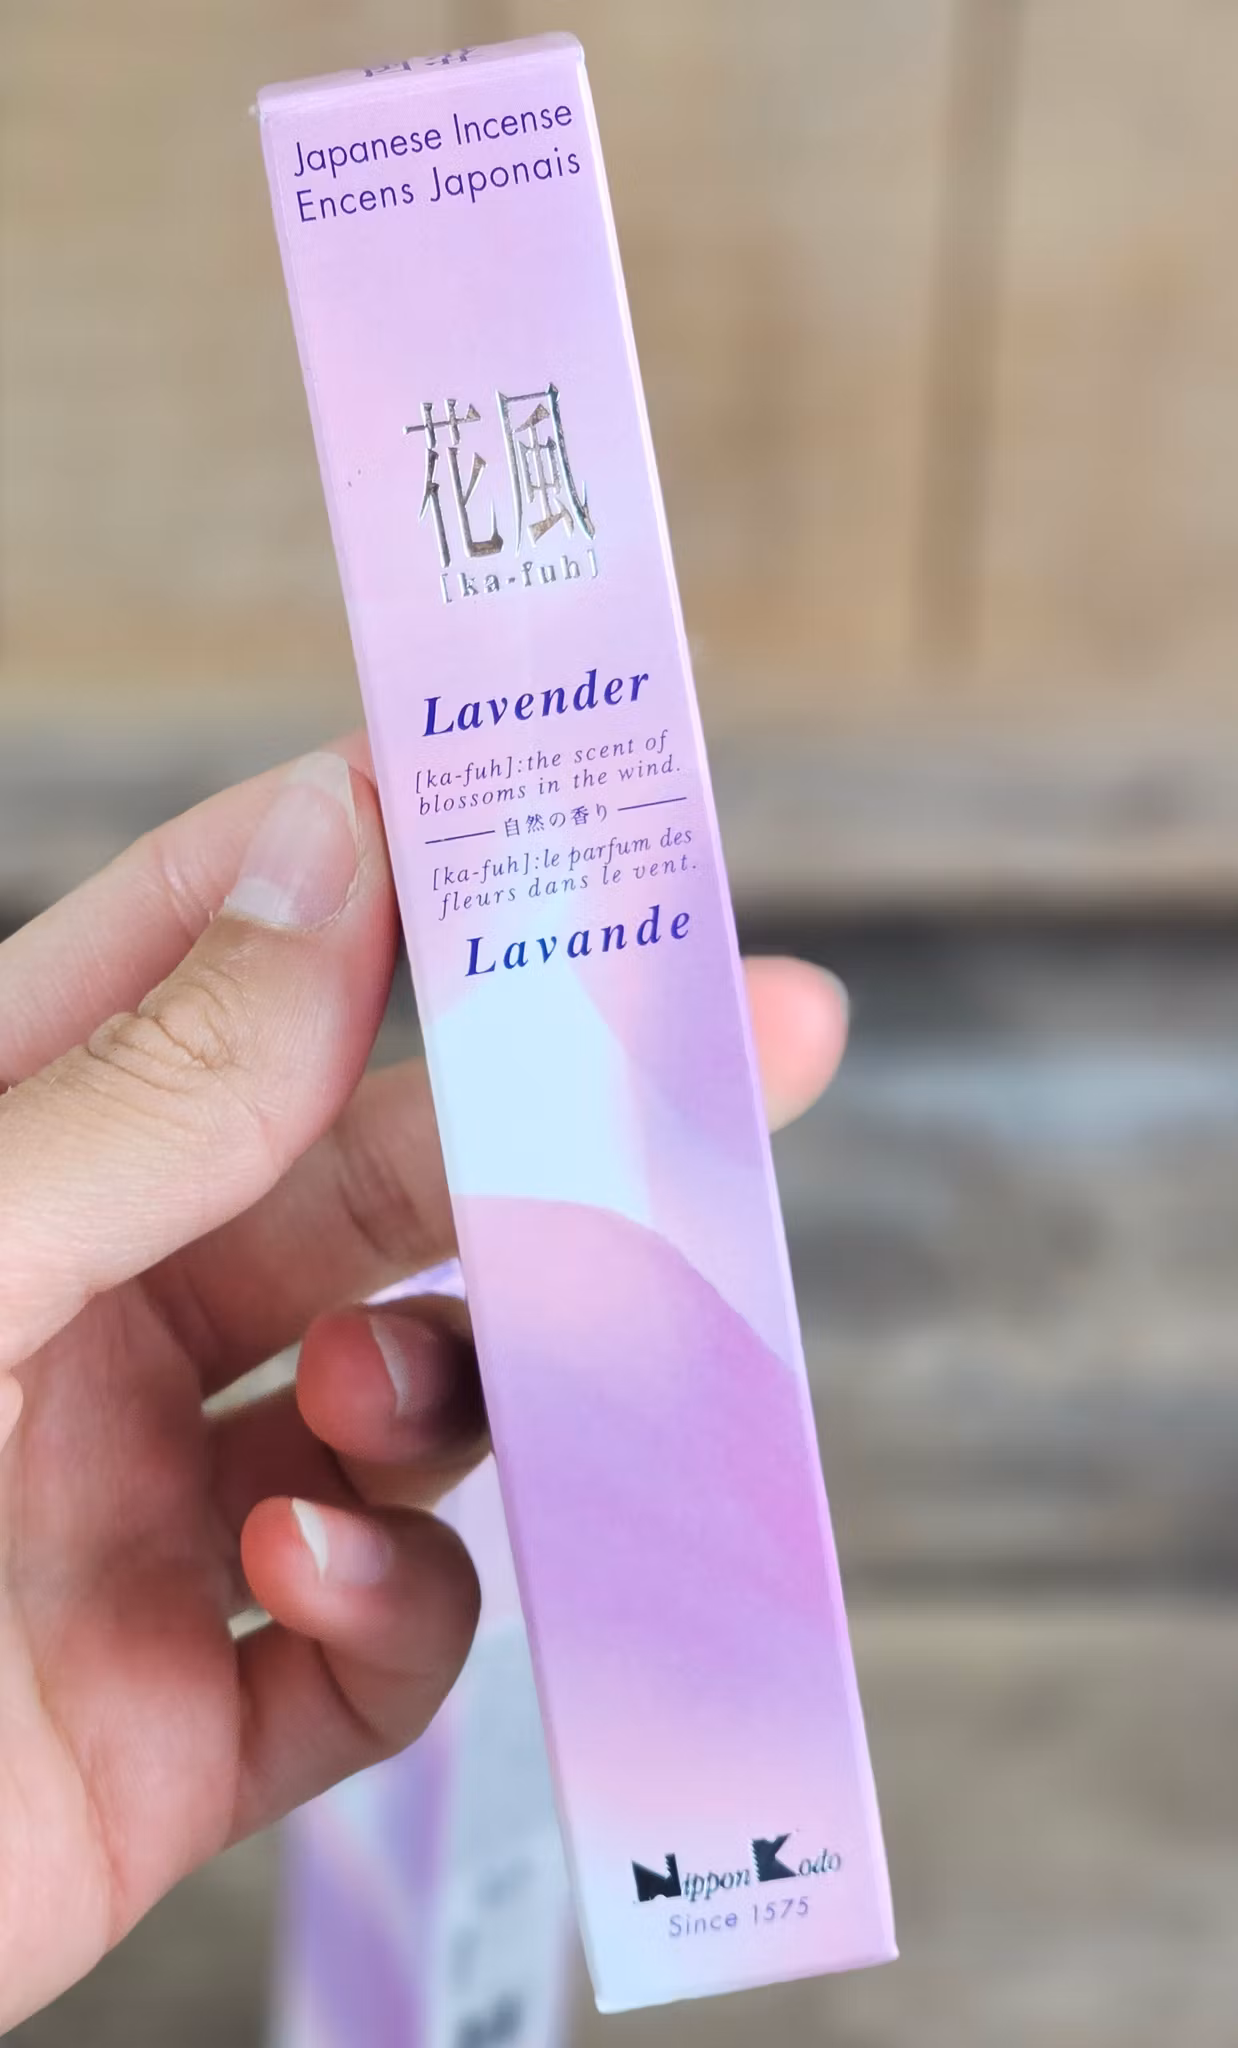 Japanese Incense
Encens Japonais
花風
[ka-fuh]
Lavender
[ka-fuh]:the scent of
blossoms in the wind.
自然の香り
[ka-fuh]:le parfum des
fleurs dans le vent.
Lavande
Nippon Kodo
Since 1575